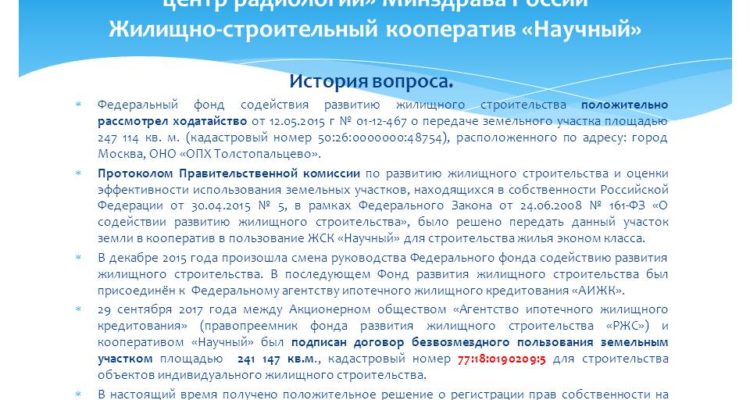 центр радиологии» Минздрава России
Жилищно-строительный кооператив «Научный»
История вопроса.
Федеральный фонд содействия развитию жилищного строительства положительно
рассмотрел ходатайство от 12.05.2015 г № 01-12-467 о передаче земельного участка площадью
247 114 кв. м. (кадастровый номер 50:26:0000000:48754), расположенного по адресу: город
Москва, ОНО «ОПХ Толстопальцево».
Протоколом Правительственной комиссии по развитию жилищного строительства и оценки
эффективности использования земельных участков, находящихся в собственности Российской
Федерации от 30.04.2015 № 5, в рамках Федерального Закона от 24.06.2008 № 161-ФЗ «О
содействии развитию жилищного строительства», было решено передать данный участок
земли в кооператив в пользование ЖСК «Научный» для строительства жилья эконом класса.
В декабре 2015 года произошла смена руководства Федерального фонда содействию развития
жилищного строительства. В последующем Фонд развития жилищного строительства был
присоединён к Федеральному агентству ипотечного жилищного кредитования «АИЖК».
29 сентября 2017 года между Акционерном обществом «Агентство ипотечного жилищного
кредитования» (правопреемник фонда развития жилищного строительства «РЖС») и
кооперативом «Научный» был подписан договор безвозмездного пользования земельным
участком площадью 241 147 кв.м., кадастровый номер 77:18:0190209:5 для строительства
объектов индивидуального жилищного строительства.
В настоящий время получено положительное решение о регистрации прав собственности на